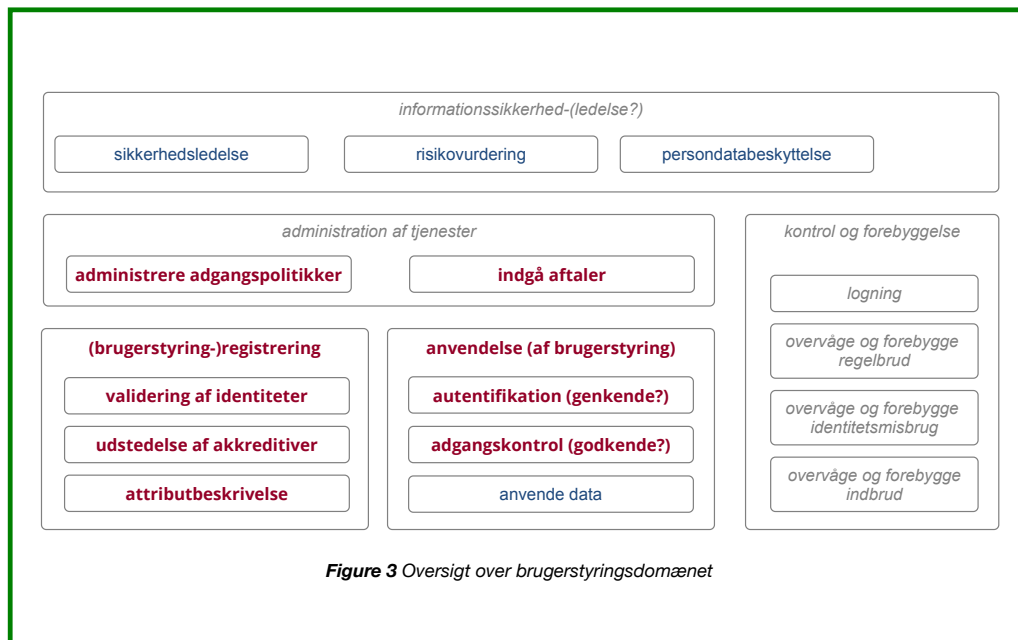 informationssikkerhed-(ledelse?)
sikkerhedsledelse
risikovurdering
persondatabeskyttelse
administration af tjenester
administrere adgangspolitikker
indgå aftaler
(brugerstyring-)registrering
validering af identiteter
udstedelse af akkreditiver
attributbeskrivelse
anvendelse (af brugerstyring)
autentifikation (genkende?)
adgangskontrol (godkende?)
anvende data
kontrol og forebyggelse
logning
overvåge og forebygge
regelbrud
overvåge og forebygge
identitetsmisbrug
overvåge og forebygge
indbrud
Figure 3 Oversigt over brugerstyringsdomænet